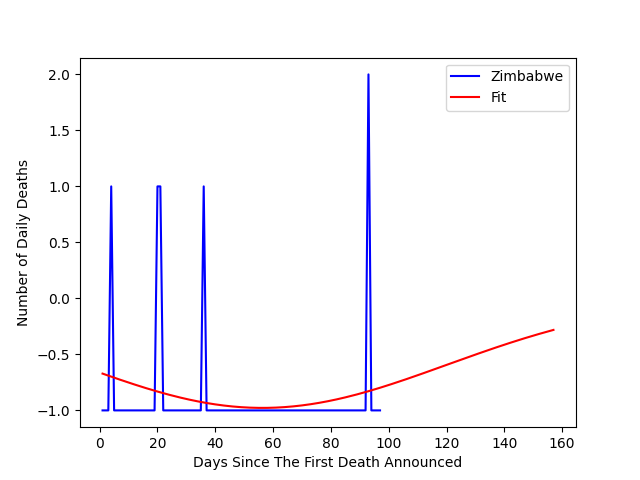 Zimbabwe
Fit
2.0
1.5
1.0
0.5
0.0
−0.5
−1.0
Number of Daily Deaths
0 20 40 60 80 100 120 140 160
Days Since The First Death Announced